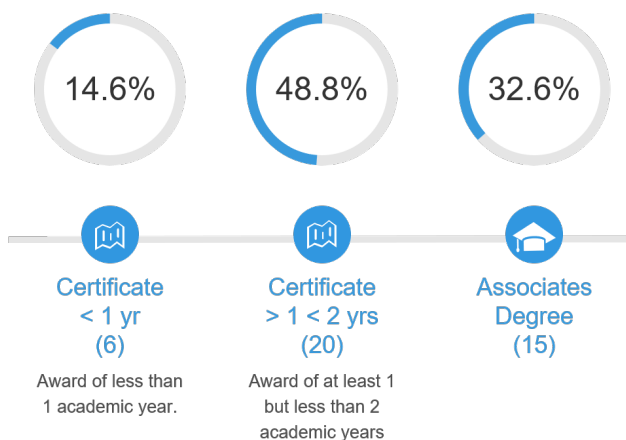 14.6%
48.8%
32.6%
Certificate
< 1 yr
(6)
Award of less than
1 academic year.
Certificate
> 1 < 2 yrs
(20)
Award of at least 1
but less than 2
academic years
Associates
Degree
(15)